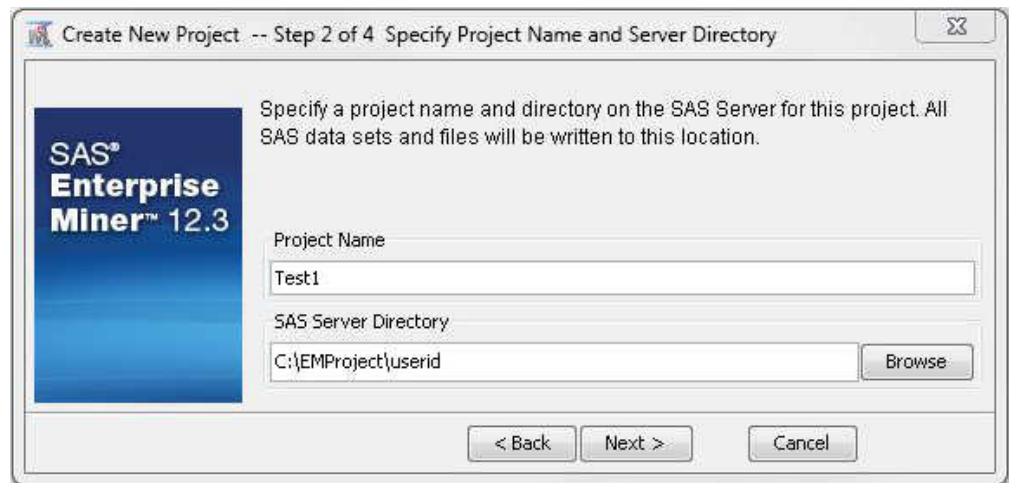 Create New Project -- Step 2 of 4 Specify Project Name and Server Directory
Specify a project name and directory on the SAS Server for this project. All
SAS data sets and files will be written to this location.
SAS®
Enterprise
Miner™ 12.3
Project Name
Test1
SAS Server Directory
C:\EMProject\userid
Browse
< Back
Next >
Cancel